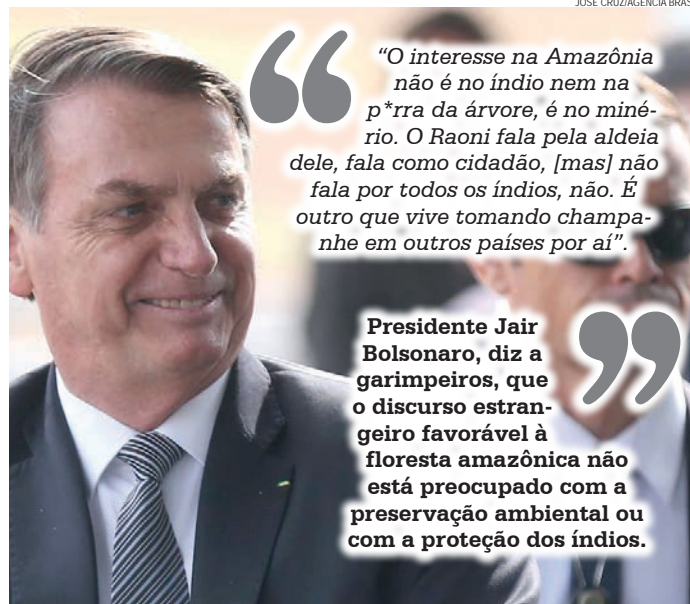 JOSÉ CRUZ/AGÊNCIA BRAS
“O interesse na Amazônia
não é no índio nem na
p*rra da árvore, é no miné-
rio. O Raoni fala pela aldeia
dele, fala como cidadão, [mas] não
fala por todos os índios, não. É
outro que vive tomando champa-
nhe em outros países por aí”.
Presidente Jair
Bolsonaro, diz a
garimpeiros, que
o discurso estran-
geiro favorável à
floresta amazônica não
está preocupado com a
preservação ambiental ou
com a proteção dos índios.